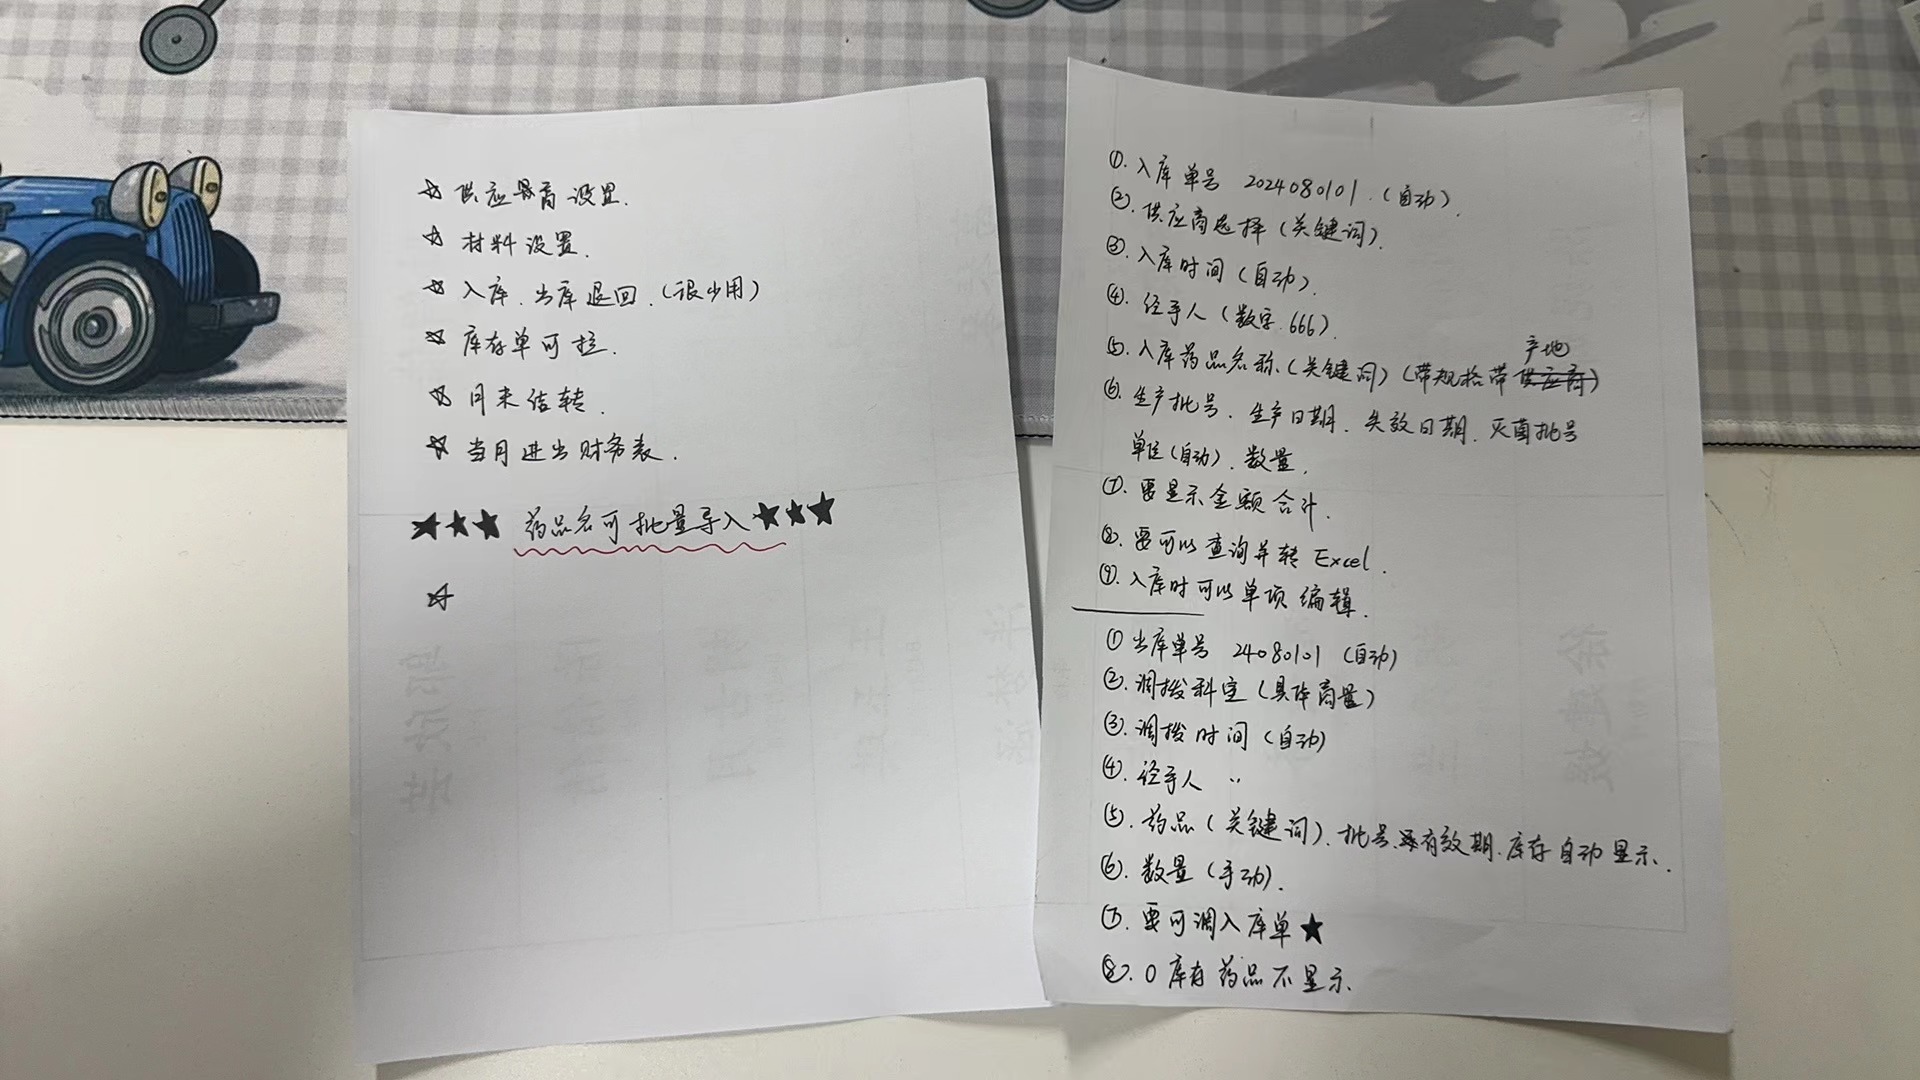 ☆ 供应商设置.
☆ 材料设置.
☆ 入库、出库退回.(很少用)
☆ 库存单可拉.
☆ 月末结转.
☆ 当月进出财务表.
★★★ 药品名可批量导入★★★
☆
①. 入库单号 2024080101.(自动).
②. 供应商选择(关键词).
③. 入库时间(自动).
④. 经手人(数字.666).
产地
⑤. 入库药品名称(关键词)(带规格带供应商)
⑥. 生产批号、生产日期、失效日期、灭菌批号
单位(自动)、数量.
⑦. 要显示金额合计.
⑧. 要可以查询并转Excel.
⑨. 入库时可以单项编辑.
① 出库单号 24080101 (自动)
②. 调拨科室(具体商量)
③. 调拨时间(自动)
④. 经手人 〃
⑤. 药品(关键词)、批号、有效期、库存自动显示.
⑥. 数量(手动).
⑦. 要可调入库单★
⑧. 0库存药品不显示.